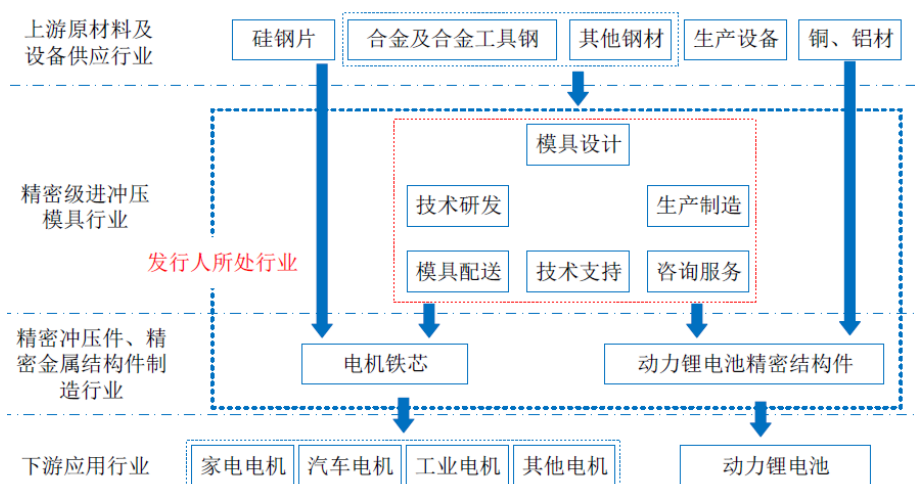 上游原材料及
设备供应行业
硅钢片
合金及合金工具钢
其他钢材
生产设备
铜、铝材
精密级进冲压
模具行业
发行人所处行业
模具设计
技术研发
生产制造
模具配送
技术支持
咨询服务
精密冲压件、精
密金属结构件制
造行业
电机铁芯
动力锂电池精密结构件
下游应用行业
家电电机
汽车电机
工业电机
其他电机
动力锂电池